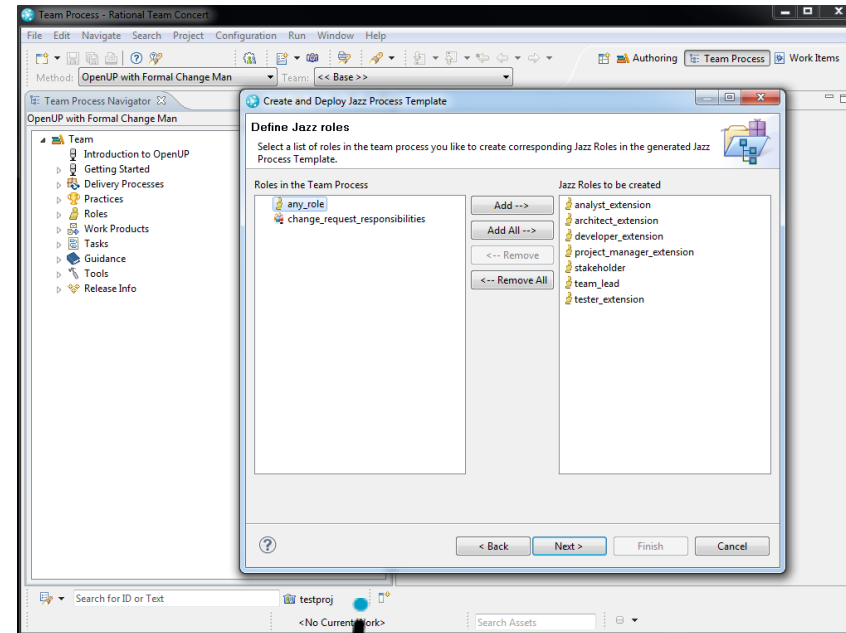 Team Process - Rational Team Concert
File Edit Navigate Search Project Configuration Run Window Help
Authoring Team Process Work Items
Method: OpenUP with Formal Change Man Team: << Base >>
Team Process Navigator
OpenUP with Formal Change Man
Team
Introduction to OpenUP
Getting Started
Delivery Processes
Practices
Roles
Work Products
Tasks
Guidance
Tools
Release Info
Create and Deploy Jazz Process Template
Define Jazz roles
Select a list of roles in the team process you like to create corresponding Jazz Roles in the generated Jazz
Process Template.
Roles in the Team Process
any_role
change_request_responsibilities
Add -->
Add All -->
<-- Remove
<-- Remove All
Jazz Roles to be created
analyst_extension
architect_extension
developer_extension
project_manager_extension
stakeholder
team_lead
tester_extension
?
< Back Next > Finish Cancel
Search for ID or Text
testproj
<No Current Work>
Search Assets